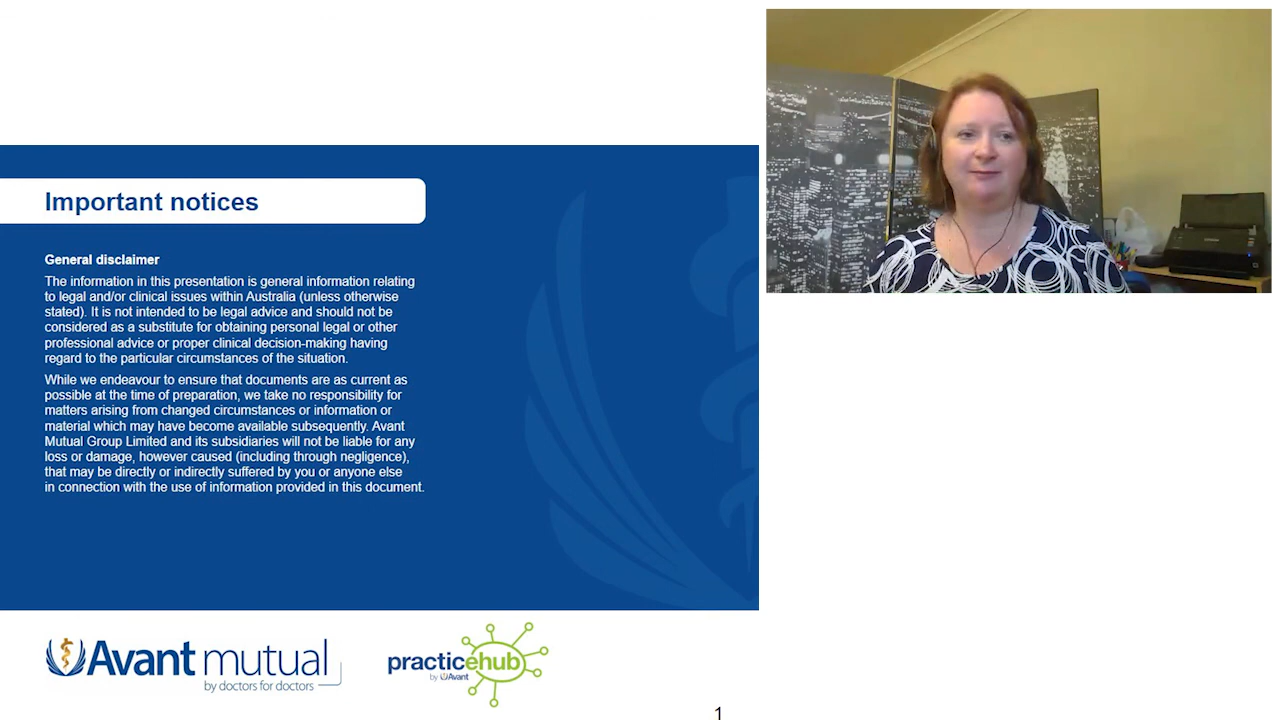 Important notices
General disclaimer
The information in this presentation is general information relating
to legal and/or clinical issues within Australia (unless otherwise
stated). It is not intended to be legal advice and should not be
considered as a substitute for obtaining personal legal or other
professional advice or proper clinical decision-making having
regard to the particular circumstances of the situation.
While we endeavour to ensure that documents are as current as
possible at the time of preparation, we take no responsibility for
matters arising from changed circumstances or information or
material which may have become available subsequently. Avant
Mutual Group Limited and its subsidiaries will not be liable for any
loss or damage, however caused (including through negligence),
that may be directly or indirectly suffered by you or anyone else
in connection with the use of information provided in this document.
Avant mutual
by doctors for doctors
practicehub
by Avant
1